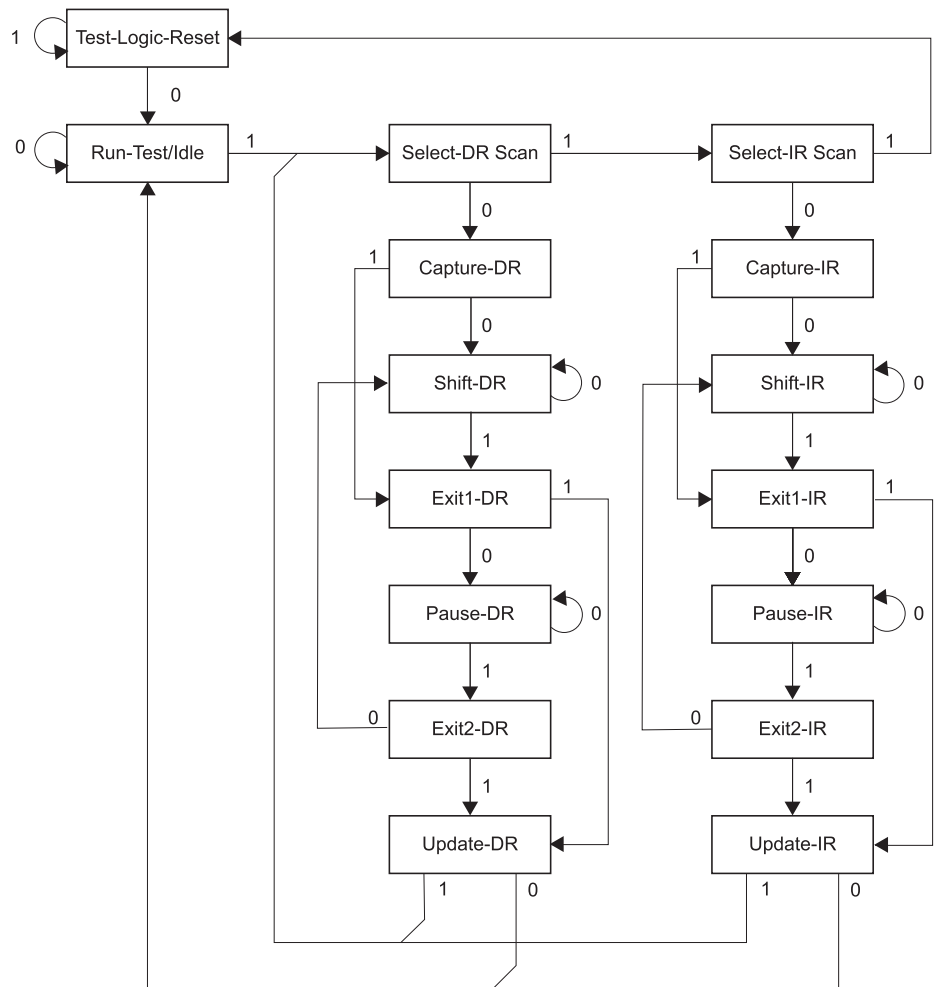 1
Test-Logic-Reset
0
0
Run-Test/Idle
1
Select-DR Scan
1
Select-IR Scan
1
0
0
1
Capture-DR
1
Capture-IR
0
0
Shift-DR
0
Shift-IR
0
1
1
Exit1-DR
1
Exit1-IR
1
0
0
Pause-DR
0
Pause-IR
0
1
1
0
Exit2-DR
0
Exit2-IR
1
1
Update-DR
Update-IR
1
0
1
0